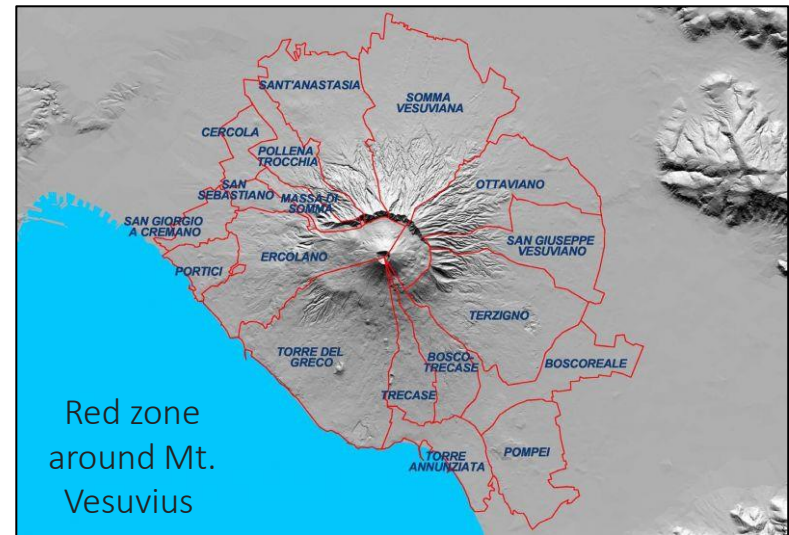 SANT'ANASTASIA
SOMMA
VESUVIANA
CERCOLA
POLLENA
TROCCHIA
SAN
SEBASTIANO
MASSA DI
SOMMA
OTTAVIANO
SAN GIORGIO
A CREMANO
SAN GIUSEPPE
VESUVIANO
ERCOLANO
PORTICI
TERZIGNO
TORRE DEL
GRECO
BOSCO-
TRECASE
BOSCOREALE
TRECASE
TORRE
ANNUNZIATA
POMPEI
Red zone
around Mt.
Vesuvius